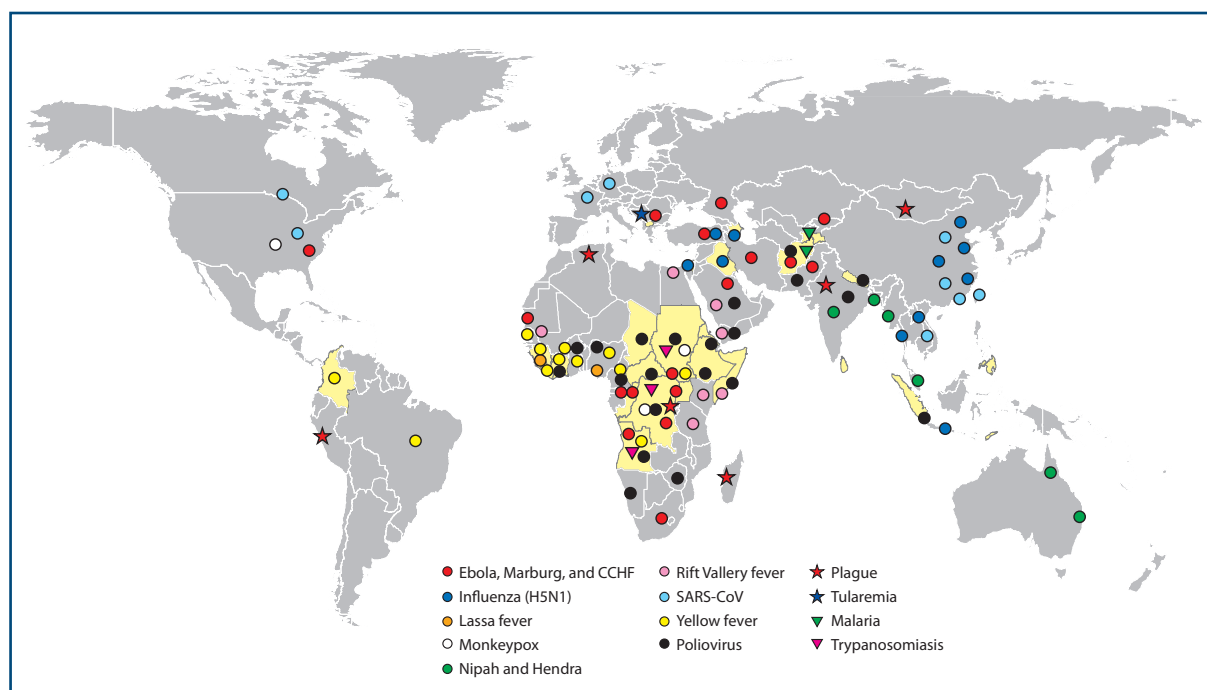 Ebola, Marburg, and CCHF
Influenza (H5N1)
Lassa fever
Monkeypox
Nipah and Hendra
Rift Vallery fever
SARS-CoV
Yellow fever
Poliovirus
Plague
Tularemia
Malaria
Trypanosomiasis